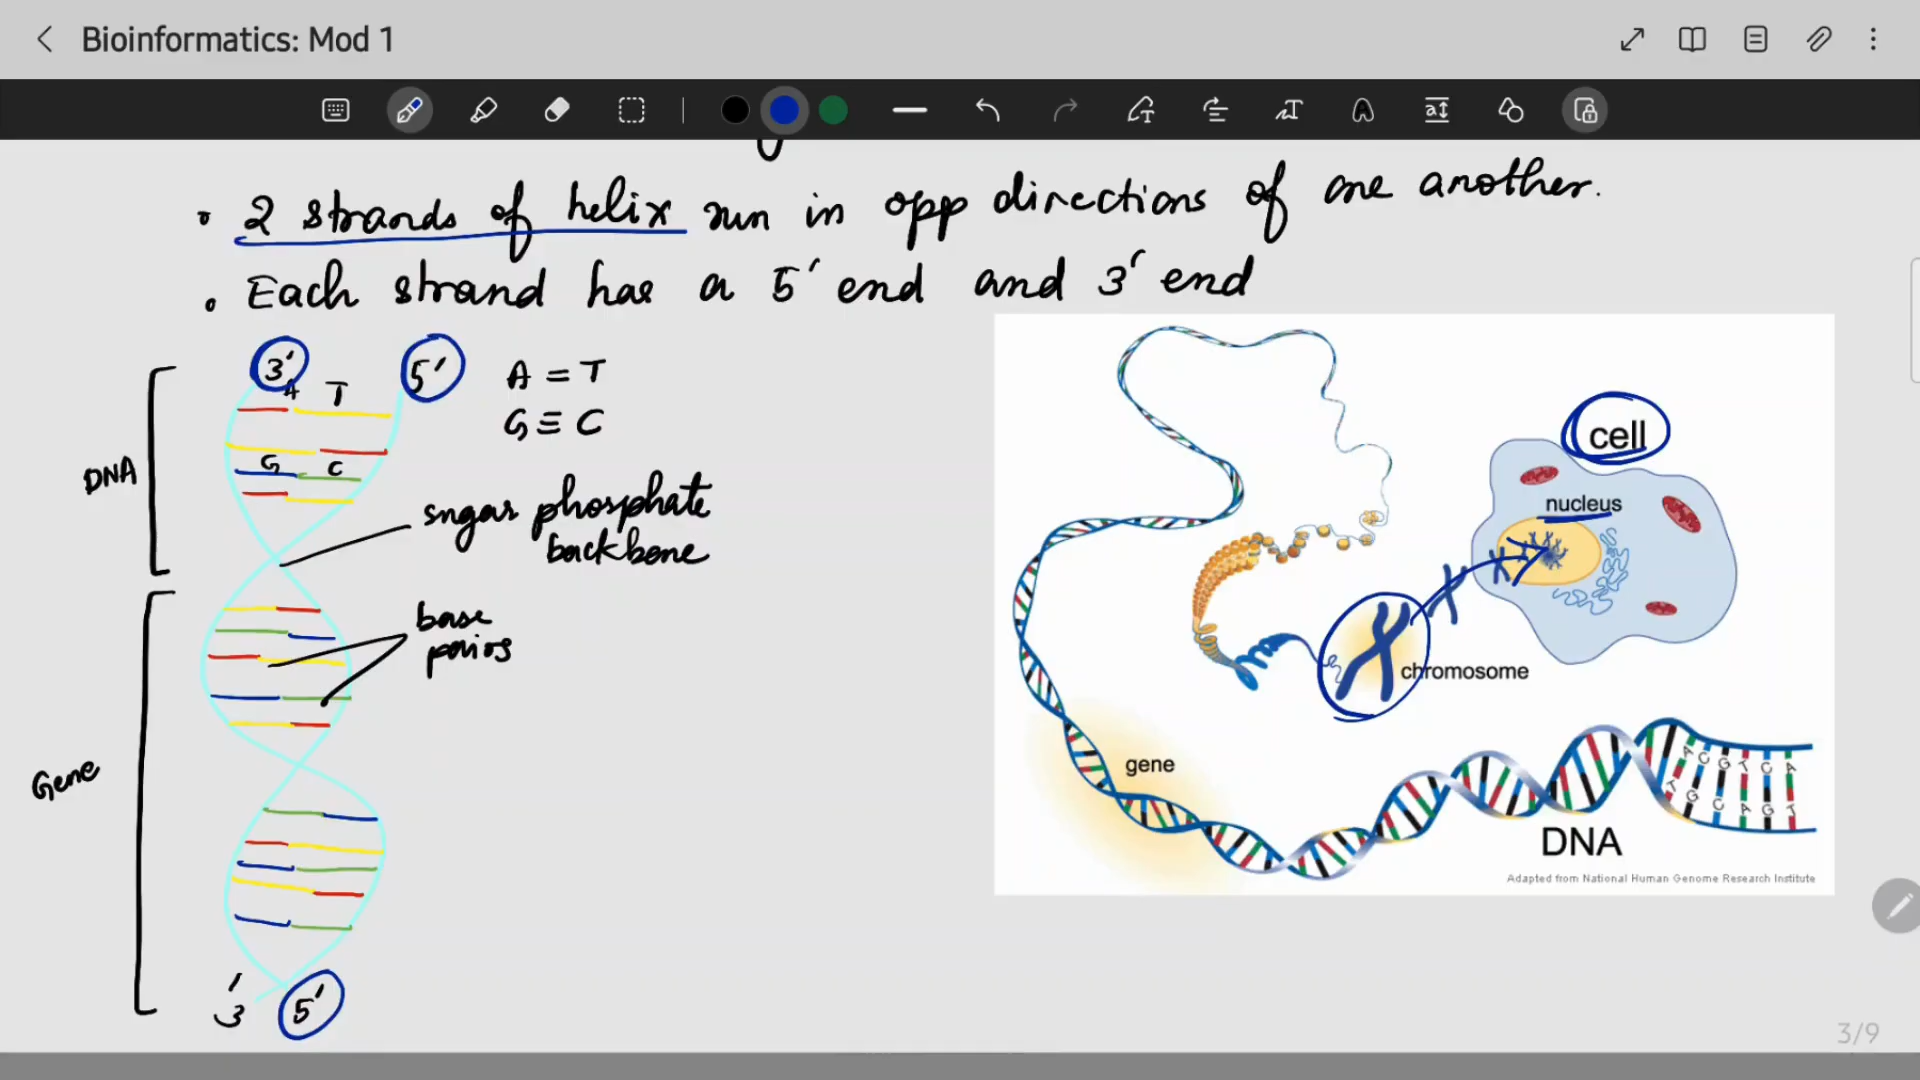 Bioinformatics: Mod 1
• 2 strands of helix run in opp directions of one another.
• Each strand has a 5' end and 3' end
3' 5'
A T
A = T
G ≡ C
G C
DNA
sugar phosphate
backbone
base
pairs
Gene
3' 5'
cell
nucleus
chromosome
gene
A C G T C A
T G C A G T
DNA
Adapted from National Human Genome Research Institute
3/9